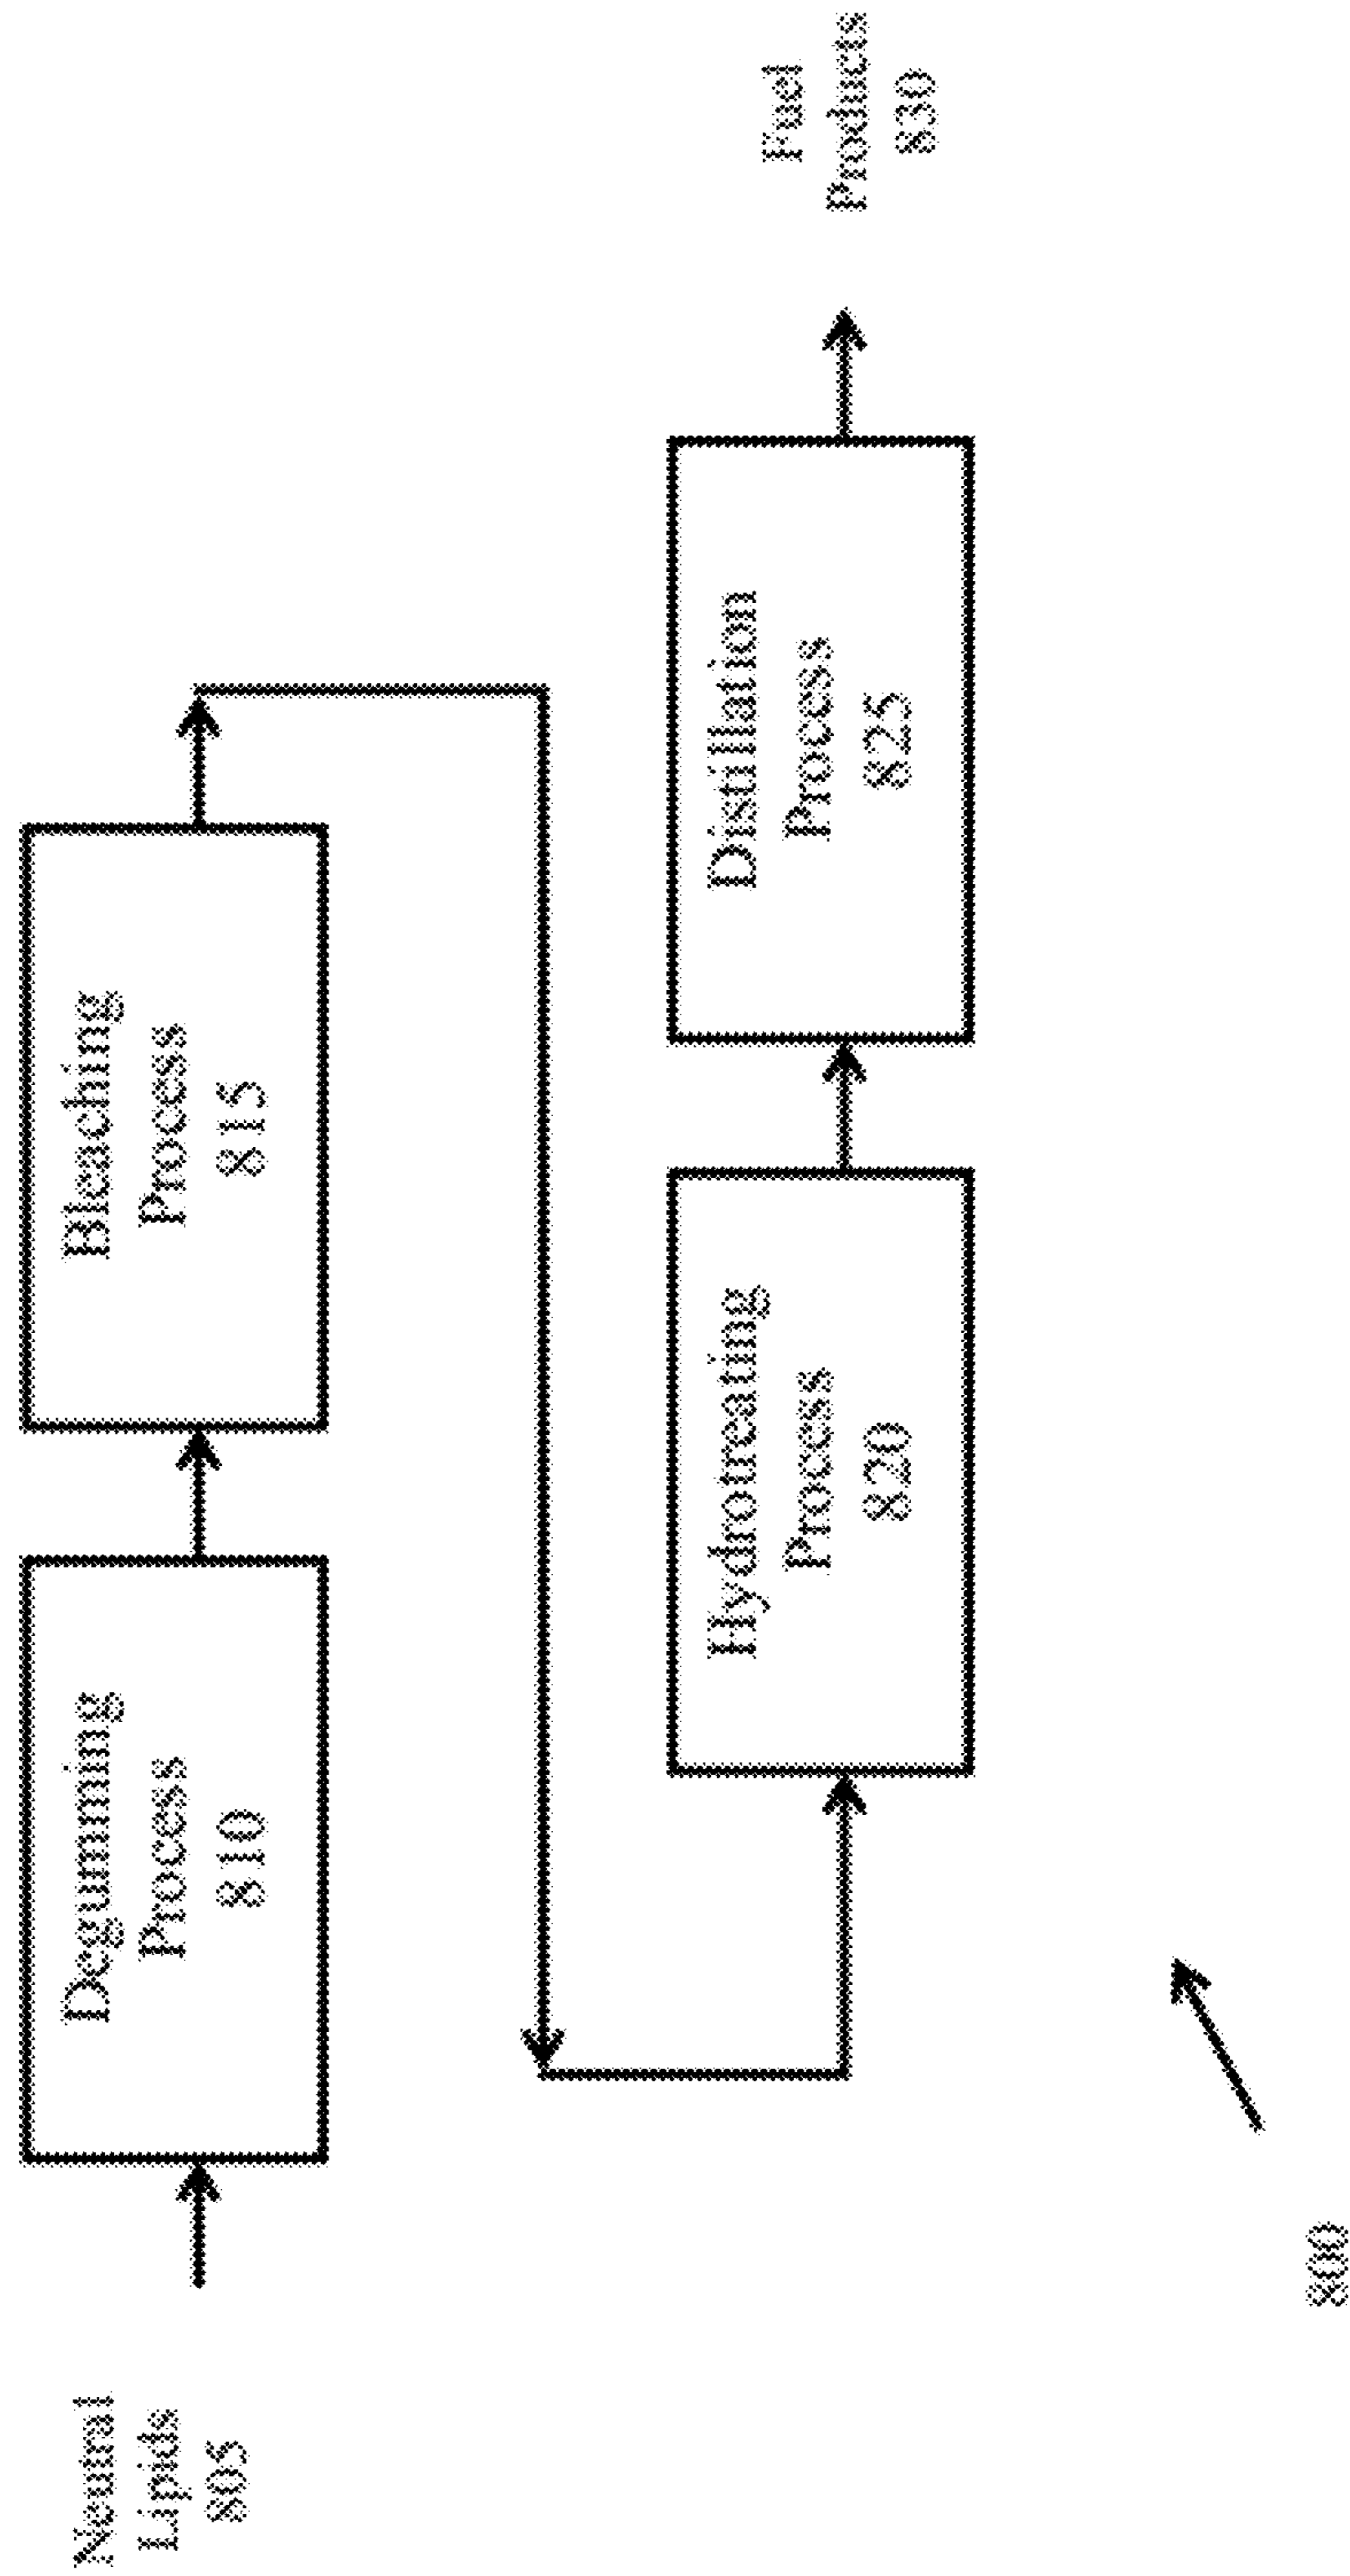 Neutral
Lipids
805
Degumming
Process
810
Bleaching
Process
815
Hydrotreating
Process
820
Distillation
Process
825
Fuel
Products
830
800